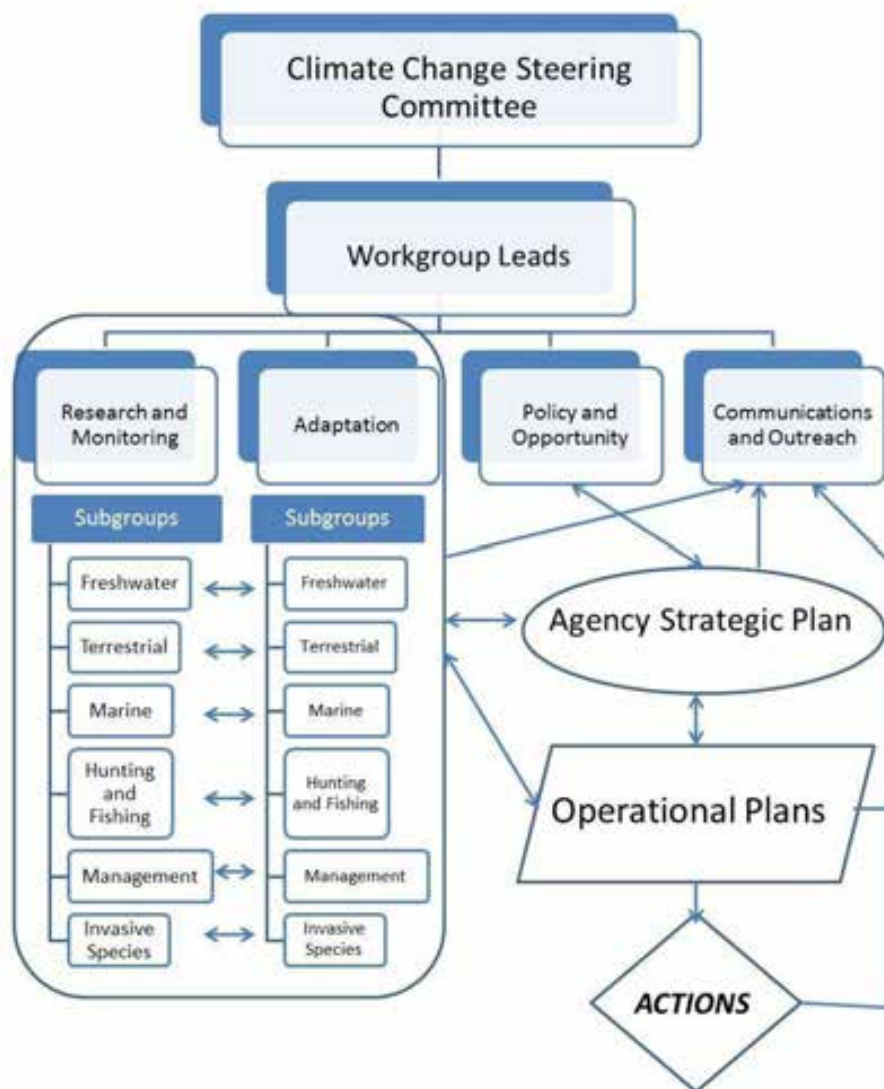 Climate Change Steering
Committee
Workgroup Leads
Research and
Monitoring
Adaptation
Policy and
Opportunity
Communications
and Outreach
Subgroups
Freshwater
Terrestrial
Marine
Hunting
and
Fishing
Management
Invasive
Species
Subgroups
Freshwater
Terrestrial
Marine
Hunting
and Fishing
Management
Invasive
Species
Agency Strategic Plan
Operational Plans
ACTIONS